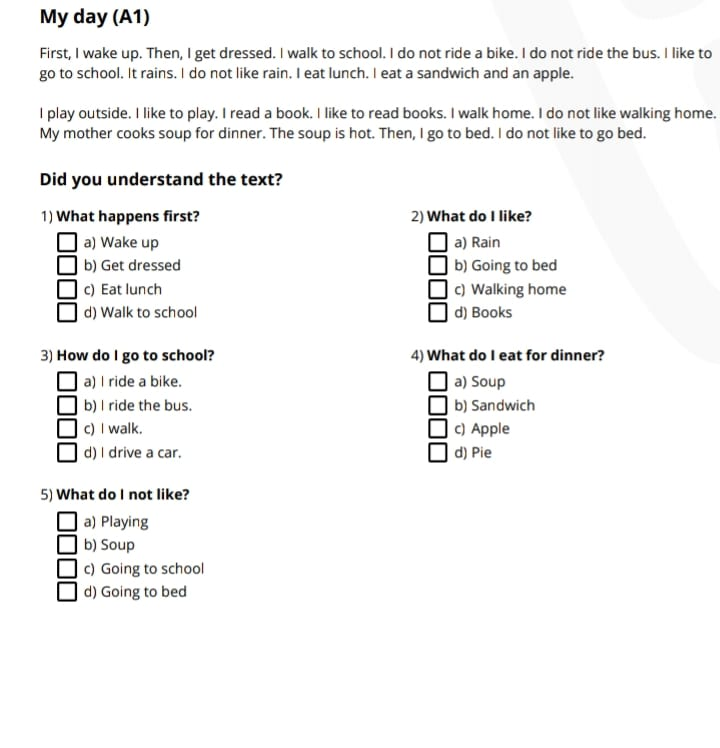 My day (A1)
First, I wake up. Then, I get dressed. I walk to school. I do not ride a bike. I do not ride the bus. I like to
go to school. It rains. I do not like rain. I eat lunch. I eat a sandwich and an apple.
I play outside. I like to play. I read a book. I like to read books. I walk home. I do not like walking home.
My mother cooks soup for dinner. The soup is hot. Then, I go to bed. I do not like to go bed.
Did you understand the text?
1) What happens first?
a) Wake up
b) Get dressed
c) Eat lunch
d) Walk to school
2) What do I like?
a) Rain
b) Going to bed
c) Walking home
d) Books
3) How do I go to school?
a) I ride a bike.
b) I ride the bus.
c) I walk.
d) I drive a car.
4) What do I eat for dinner?
a) Soup
b) Sandwich
c) Apple
d) Pie
5) What do I not like?
a) Playing
b) Soup
c) Going to school
d) Going to bed